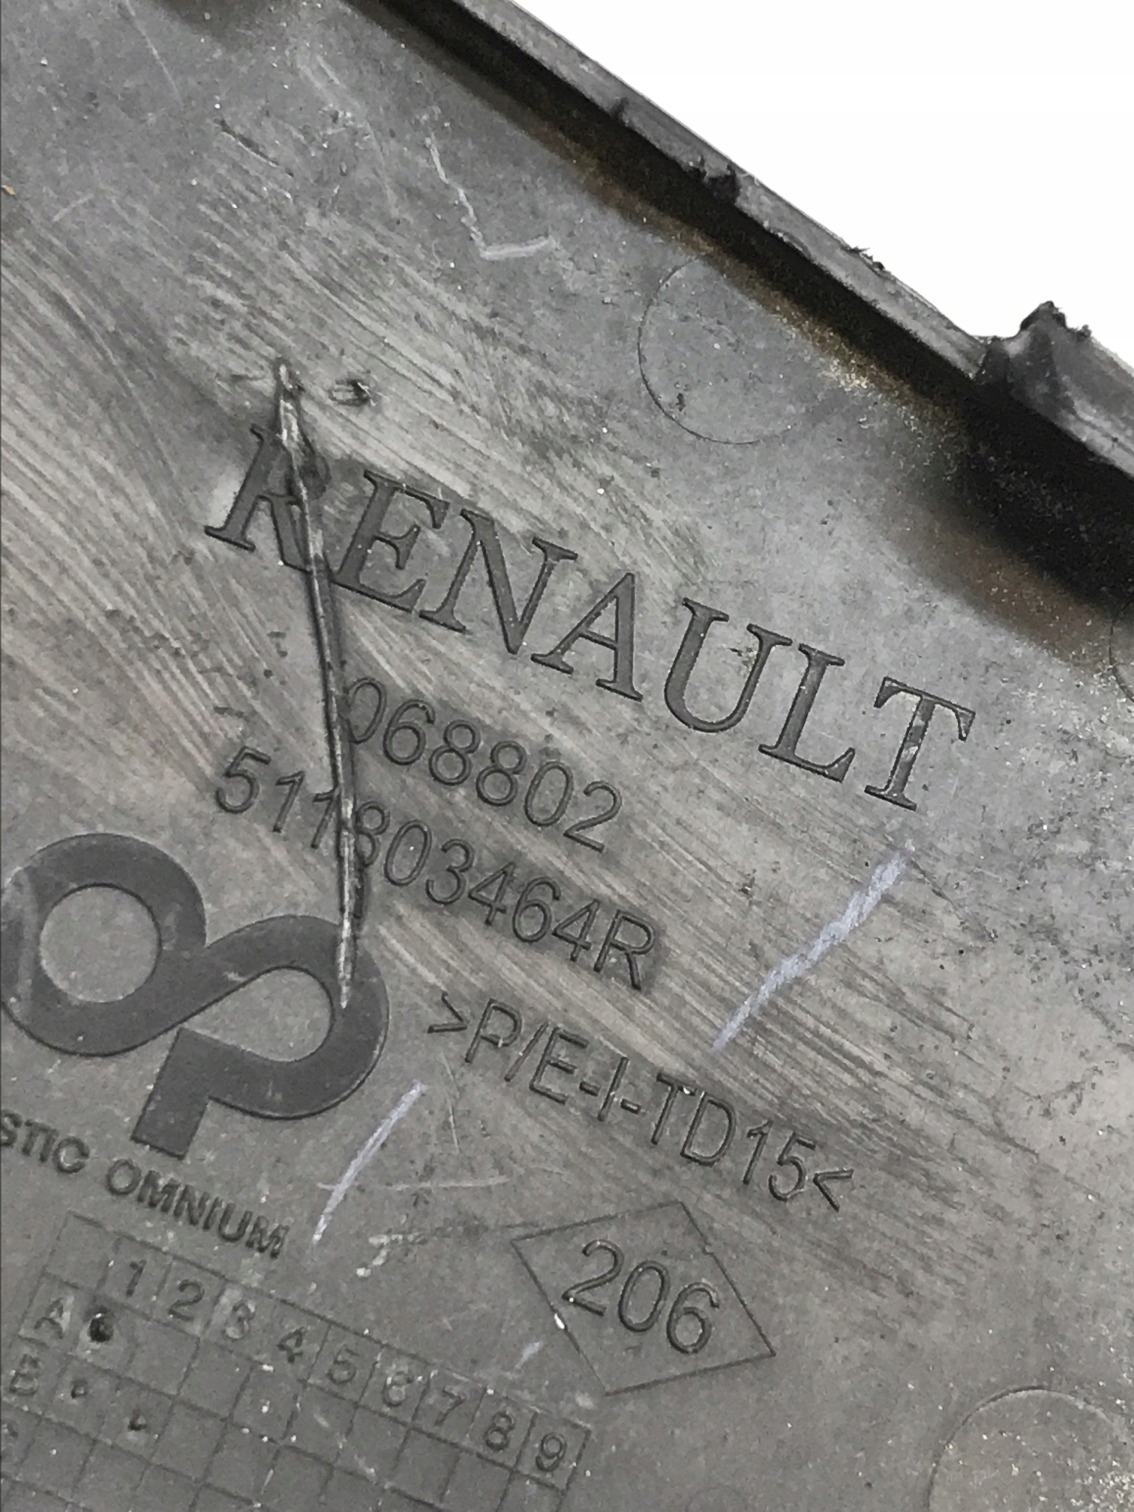 RENAULT
068802
511803464R
>P/E-I-TD15<
STIC OMNIUM
206
1 2 3 4 5 6 7 8 9
A
B